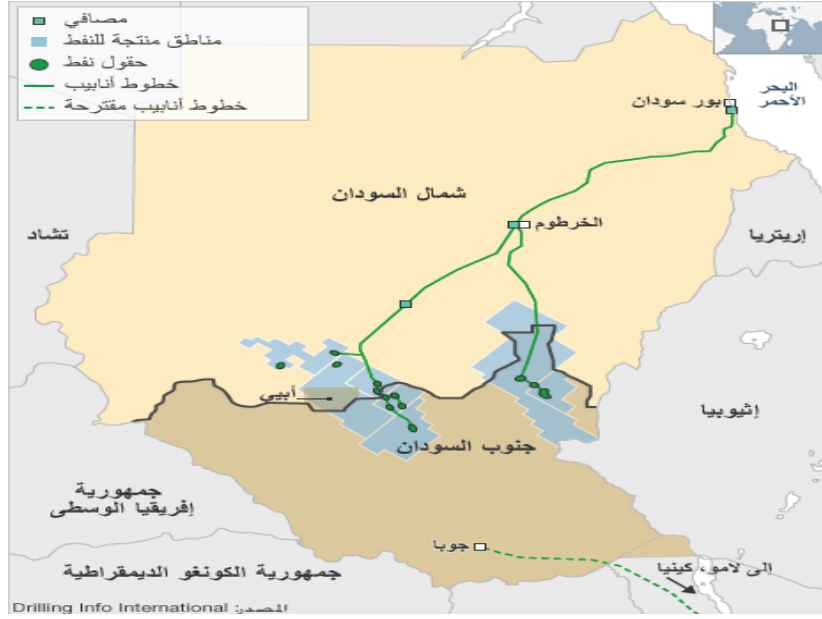 مصافي
مناطق منتجة للنفط
حقول نفط
خطوط أنابيب
خطوط أنابيب مقترحة
البحر
الأحمر
بور سودان
شمال السودان
تشاد
الخرطوم
إريتريا
أبيي
إثيوبيا
جنوب السودان
جمهورية
إفريقيا الوسطى
جوبا
إلى لامو، كينيا
جمهورية الكونغو الديمقراطية
المصدر: Drilling Info International